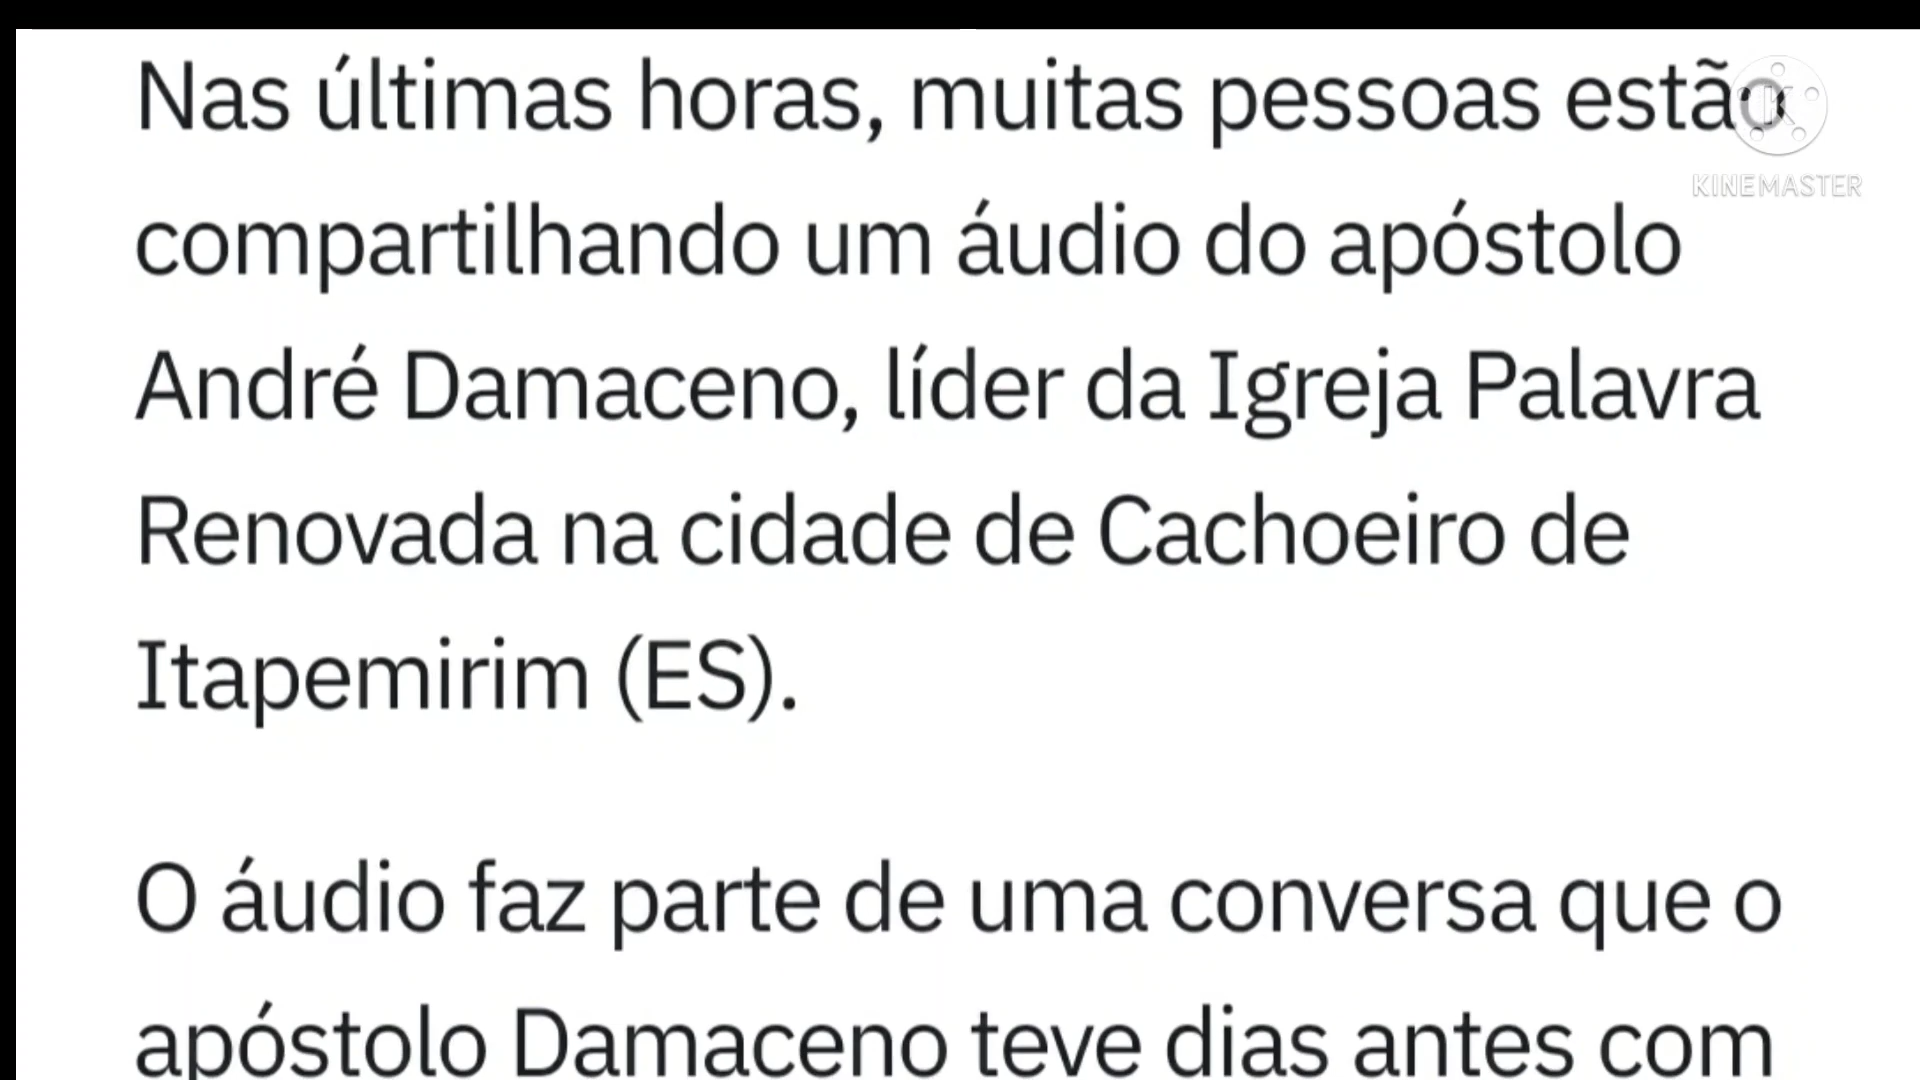 Nas últimas horas, muitas pessoas estão
KINEMASTER
compartilhando um áudio do apóstolo
André Damaceno, líder da Igreja Palavra
Renovada na cidade de Cachoeiro de
Itapemirim (ES).
O áudio faz parte de uma conversa que o
apóstolo Damaceno teve dias antes com